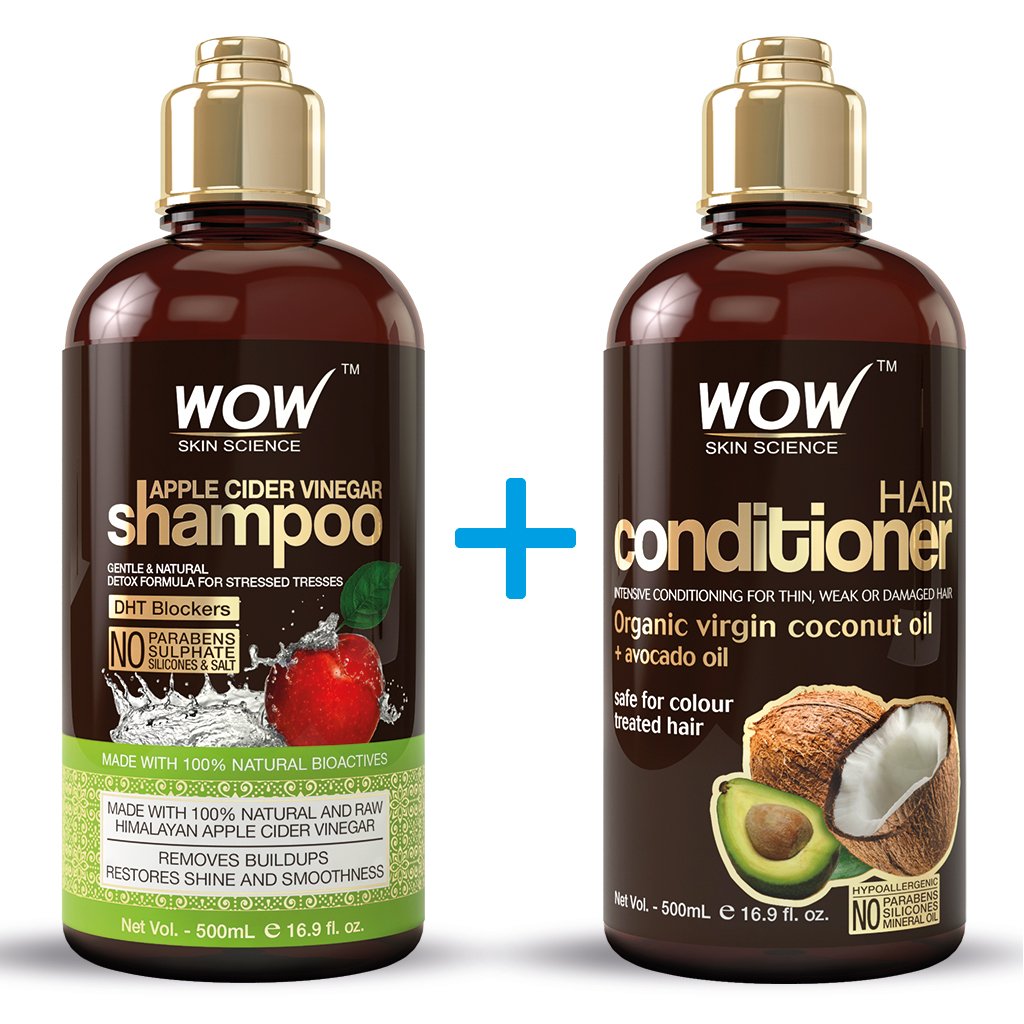 WOW™
SKIN SCIENCE
APPLE CIDER VINEGAR
shampoo
GENTLE & NATURAL
DETOX FORMULA FOR STRESSED TRESSES
DHT Blockers
NO PARABENS
SULPHATE
SILICONES & SALT
MADE WITH 100% NATURAL BIOACTIVES
MADE WITH 100% NATURAL AND RAW
HIMALAYAN APPLE CIDER VINEGAR
REMOVES BUILDUPS
RESTORES SHINE AND SMOOTHNESS
Net Vol. - 500mL ℮ 16.9 fl. oz.
+
WOW™
SKIN SCIENCE
HAIR
conditioner
INTENSIVE CONDITIONING FOR THIN, WEAK OR DAMAGED HAIR
Organic virgin coconut oil
+ avocado oil
safe for colour
treated hair
HYPOALLERGENIC
NO PARABENS
SILICONES
MINERAL OIL
Net Vol. - 500mL ℮ 16.9 fl. oz.